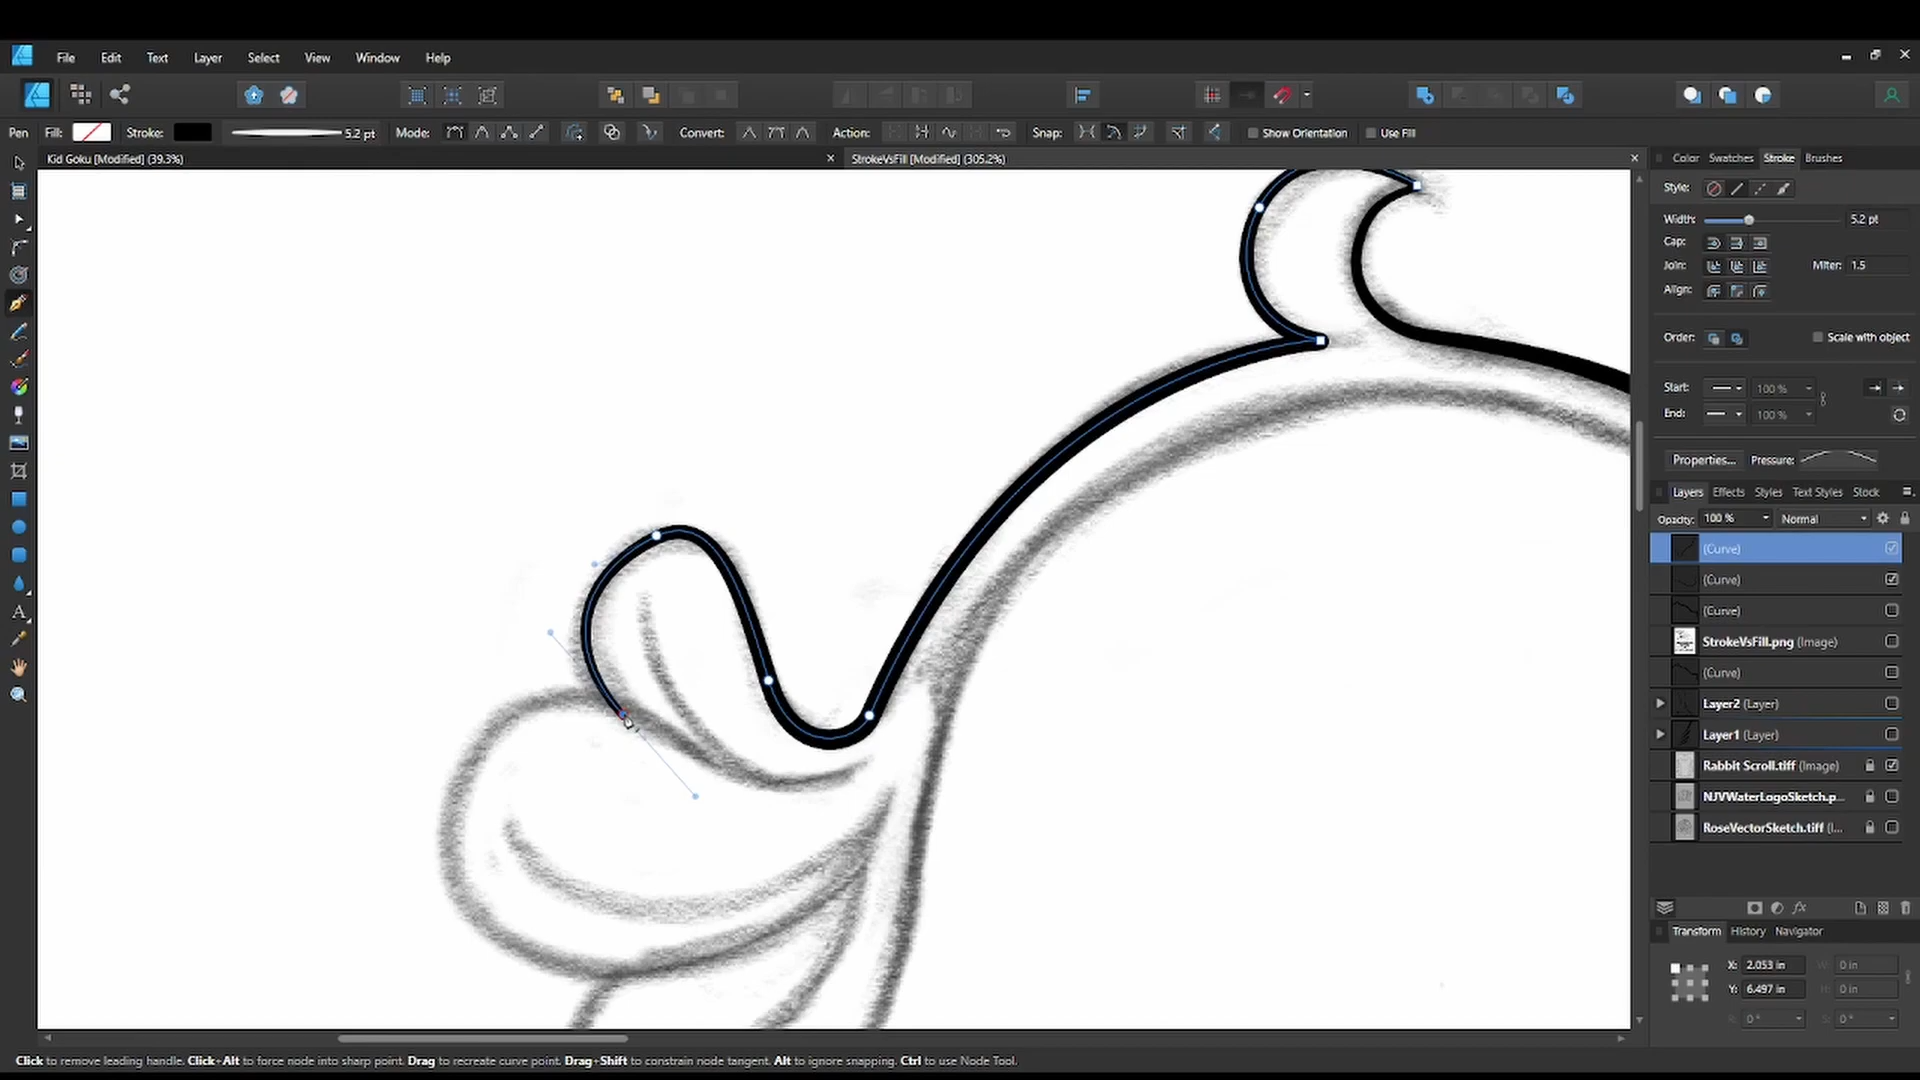 File Edit Text Layer Select View Window Help
Pen Fill: Stroke: 5.2 pt Mode: Convert: Action: Snap: Show Orientation Use Fill
Kid Goku [Modified] (39.3%) × StrokeVsFill [Modified] (305.2%) ×
Color Swatches Stroke Brushes
Style:
Width: 5.2 pt
Cap:
Join: Miter: 1.5
Align:
Order: Scale with object
Start: 100 %
End: 100 %
Properties... Pressure:
Layers Effects Styles Text Styles Stock
Opacity: 100 % Normal
(Curve)
(Curve)
(Curve)
StrokeVsFill.png (Image)
(Curve)
Layer2 (Layer)
Layer1 (Layer)
Rabbit Scroll.tiff (Image)
NJVWaterLogoSketch.p...
RoseVectorSketch.tiff (I...
Transform History Navigator
X: 2.053 in W: 0 in
Y: 6.497 in H: 0 in
R: 0 ° S: 0 °
Click to remove leading handle. Click+Alt to force node into sharp point. Drag to recreate curve point. Drag+Shift to constrain node tangent. Alt to ignore snapping. Ctrl to use Node Tool.